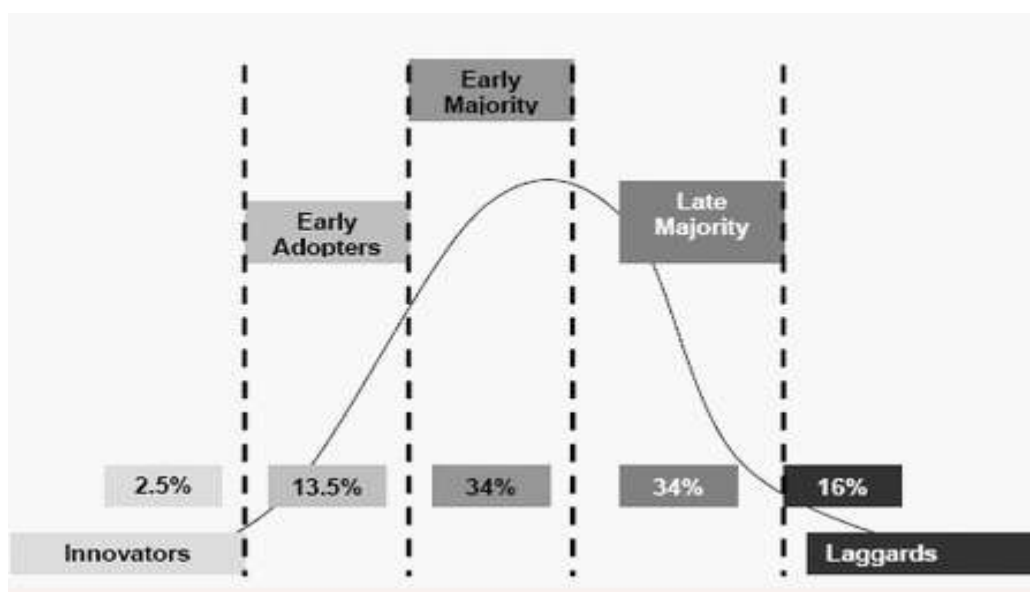 Early
Majority
Late
Majority
Early
Adopters
2.5%
13.5%
34%
34%
16%
Innovators
Laggards